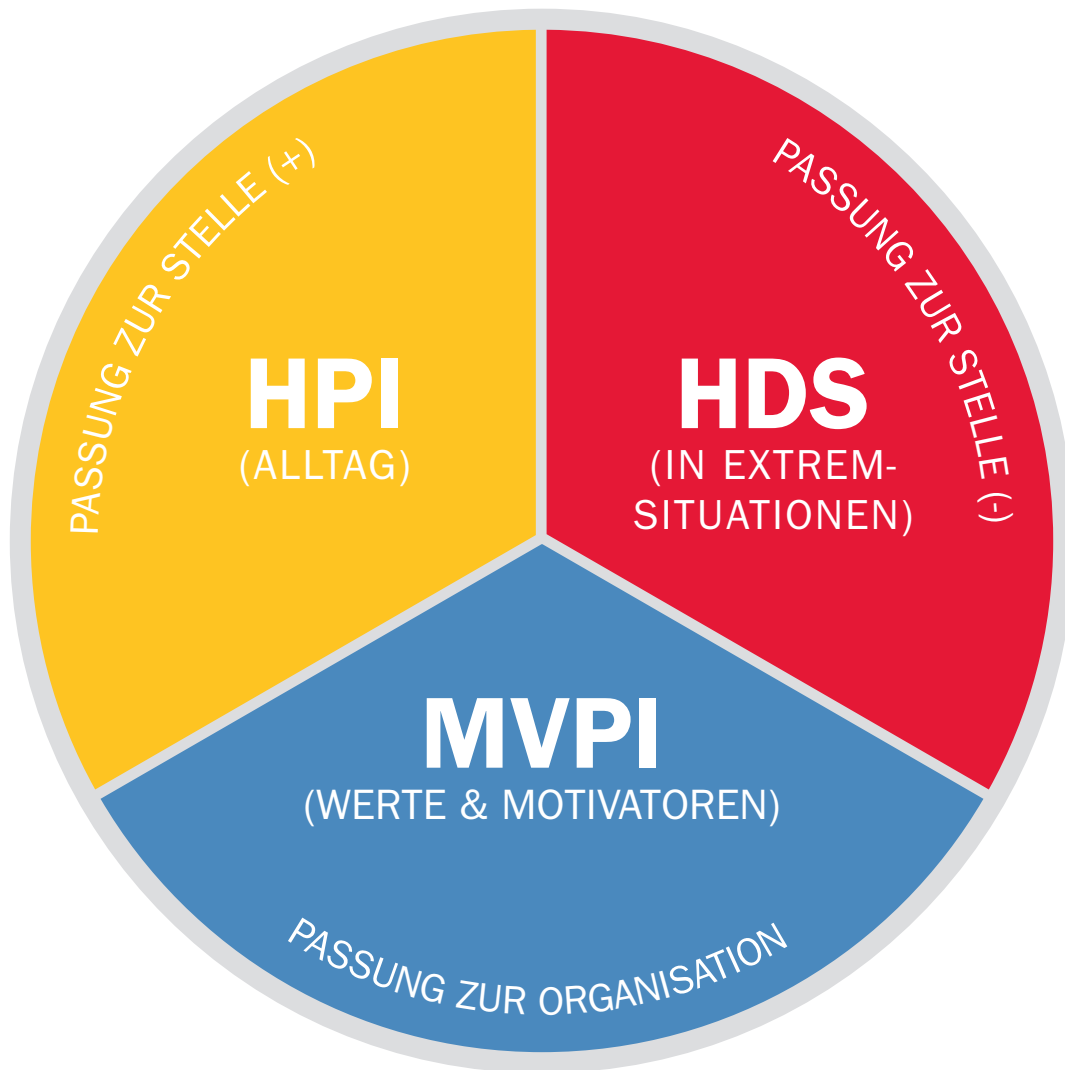 PASSUNG ZUR STELLE (+)
HPI
(ALLTAG)
PASSUNG ZUR STELLE (-)
HDS
(IN EXTREM-
SITUATIONEN)
MVPI
(WERTE & MOTIVATOREN)
PASSUNG ZUR ORGANISATION